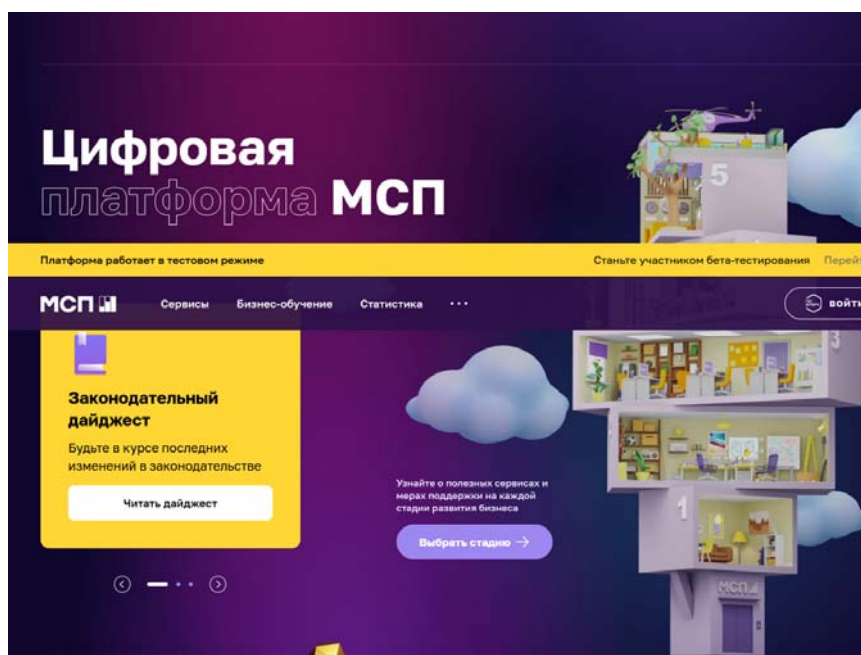 Цифровая
платформа МСП
5
Платформа работает в тестовом режиме
Станьте участником бета-тестирования
МСП
Сервисы
Бизнес-обучение
Статистика
···
войти
3
Законодательный
дайджест
Будьте в курсе последних
изменений в законодательстве
Читать дайджест
Узнайте о полезных сервисах и
мерах поддержки на каждой
стадии развития бизнеса
Выбрать стадию →
1
МСП